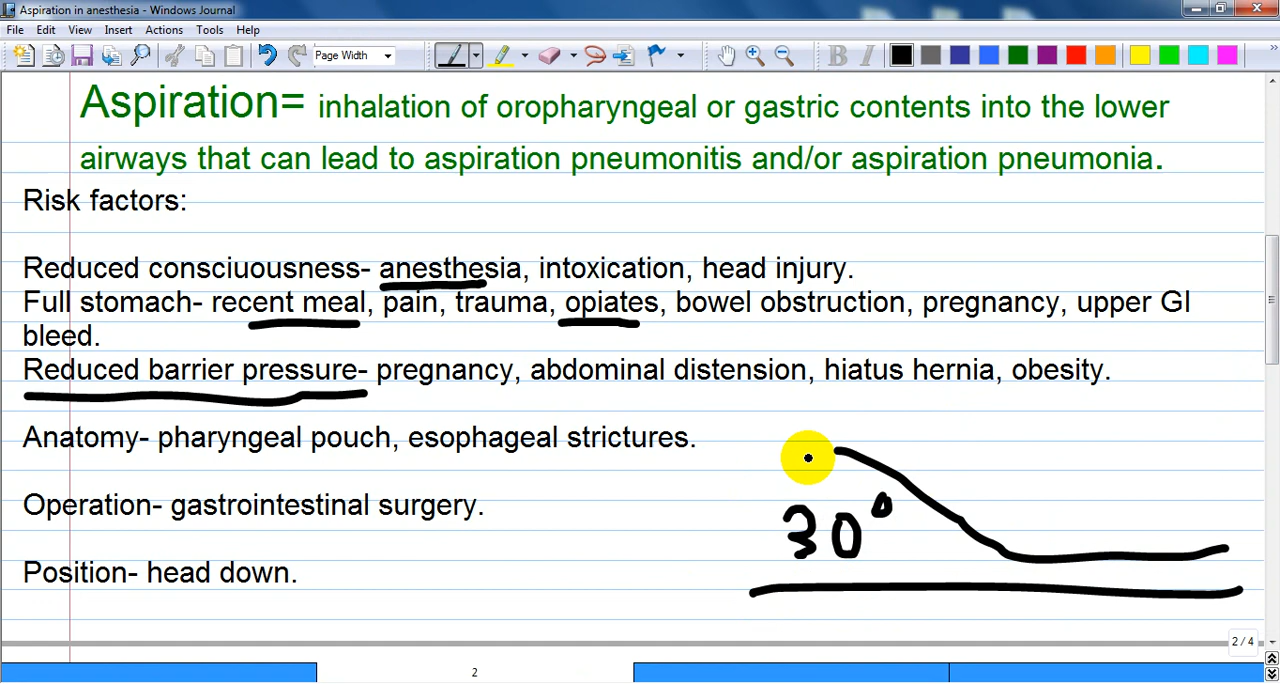 Aspiration in anesthesia - Windows Journal
File Edit View Insert Actions Tools Help
Page Width B I
Aspiration= inhalation of oropharyngeal or gastric contents into the lower
airways that can lead to aspiration pneumonitis and/or aspiration pneumonia.
Risk factors:
Reduced consciuousness- anesthesia, intoxication, head injury.
Full stomach- recent meal, pain, trauma, opiates, bowel obstruction, pregnancy, upper GI
bleed.
Reduced barrier pressure- pregnancy, abdominal distension, hiatus hernia, obesity.
Anatomy- pharyngeal pouch, esophageal strictures.
Operation- gastrointestinal surgery.
30°
Position- head down.
2 / 4
2